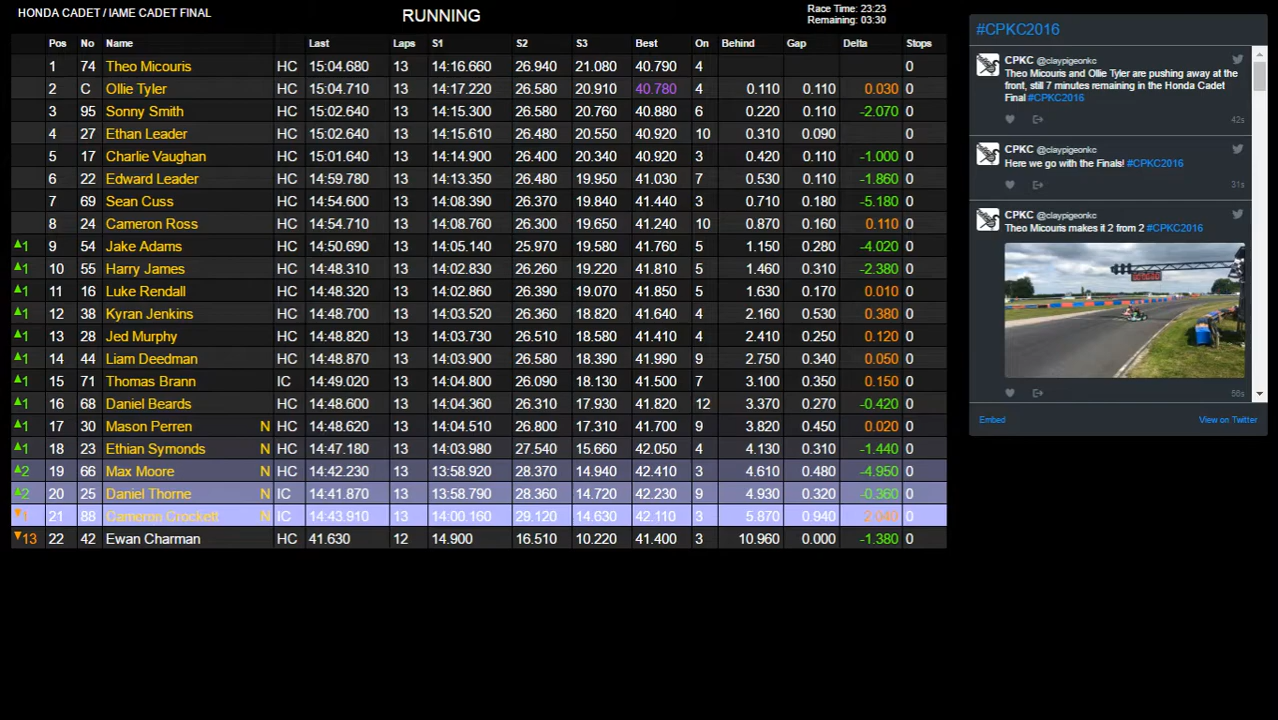 HONDA CADET / IAME CADET FINAL
RUNNING
Race Time: 23:23
Remaining: 03:30
Pos No Name Last Laps S1 S2 S3 Best On Behind Gap Delta Stops
1 74 Theo Micouris HC 15:04.680 13 14:16.660 26.940 21.080 40.790 4 0
2 C Ollie Tyler HC 15:04.710 13 14:17.220 26.580 20.910 40.780 4 0.110 0.110 0.030 0
3 95 Sonny Smith HC 15:02.640 13 14:15.300 26.580 20.760 40.880 6 0.220 0.110 -2.070 0
4 27 Ethan Leader HC 15:02.640 13 14:15.610 26.480 20.550 40.920 10 0.310 0.090 0
5 17 Charlie Vaughan HC 15:01.640 13 14:14.900 26.400 20.340 40.920 3 0.420 0.110 -1.000 0
6 22 Edward Leader HC 14:59.780 13 14:13.350 26.480 19.950 41.030 7 0.530 0.110 -1.860 0
7 69 Sean Cuss HC 14:54.600 13 14:08.390 26.370 19.840 41.440 3 0.710 0.180 -5.180 0
8 24 Cameron Ross HC 14:54.710 13 14:08.760 26.300 19.650 41.240 10 0.870 0.160 0.110 0
1 9 54 Jake Adams HC 14:50.690 13 14:05.140 25.970 19.580 41.760 5 1.150 0.280 -4.020 0
1 10 55 Harry James HC 14:48.310 13 14:02.830 26.260 19.220 41.810 5 1.460 0.310 -2.380 0
1 11 16 Luke Rendall HC 14:48.320 13 14:02.860 26.390 19.070 41.850 5 1.630 0.170 0.010 0
1 12 38 Kyran Jenkins HC 14:48.700 13 14:03.520 26.360 18.820 41.640 4 2.160 0.530 0.380 0
1 13 28 Jed Murphy HC 14:48.820 13 14:03.730 26.510 18.580 41.410 4 2.410 0.250 0.120 0
1 14 44 Liam Deedman HC 14:48.870 13 14:03.900 26.580 18.390 41.990 9 2.750 0.340 0.050 0
1 15 71 Thomas Brann IC 14:49.020 13 14:04.800 26.090 18.130 41.500 7 3.100 0.350 0.150 0
1 16 68 Daniel Beards HC 14:48.600 13 14:04.360 26.310 17.930 41.820 12 3.370 0.270 -0.420 0
1 17 30 Mason Perren N HC 14:48.620 13 14:04.510 26.800 17.310 41.700 9 3.820 0.450 0.020 0
1 18 23 Ethian Symonds N HC 14:47.180 13 14:03.980 27.540 15.660 42.050 4 4.130 0.310 -1.440 0
2 19 66 Max Moore N HC 14:42.230 13 13:58.920 28.370 14.940 42.410 3 4.610 0.480 -4.950 0
2 20 25 Daniel Thorne N IC 14:41.870 13 13:58.790 28.360 14.720 42.230 9 4.930 0.320 -0.360 0
1 21 88 Cameron Crockett N IC 14:43.910 13 14:00.160 29.120 14.630 42.110 3 5.870 0.940 2.040 0
13 22 42 Ewan Charman HC 41.630 12 14.900 16.510 10.220 41.400 3 10.960 0.000 -1.380 0
#CPKC2016
CPKC @claypigeonkc
Theo Micouris and Ollie Tyler are pushing away at the
front, still 7 minutes remaining in the Honda Cadet
Final #CPKC2016
42s
CPKC @claypigeonkc
Here we go with the Finals! #CPKC2016
31s
CPKC @claypigeonkc
Theo Micouris makes it 2 from 2 #CPKC2016
56s
Embed
View on Twitter